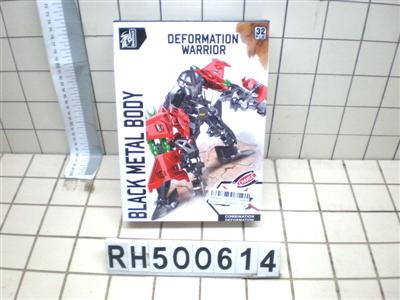 DEFORMATION
WARRIOR
32
BLACK METAL BODY
COMBINATION
DEFORMATION
RH500614